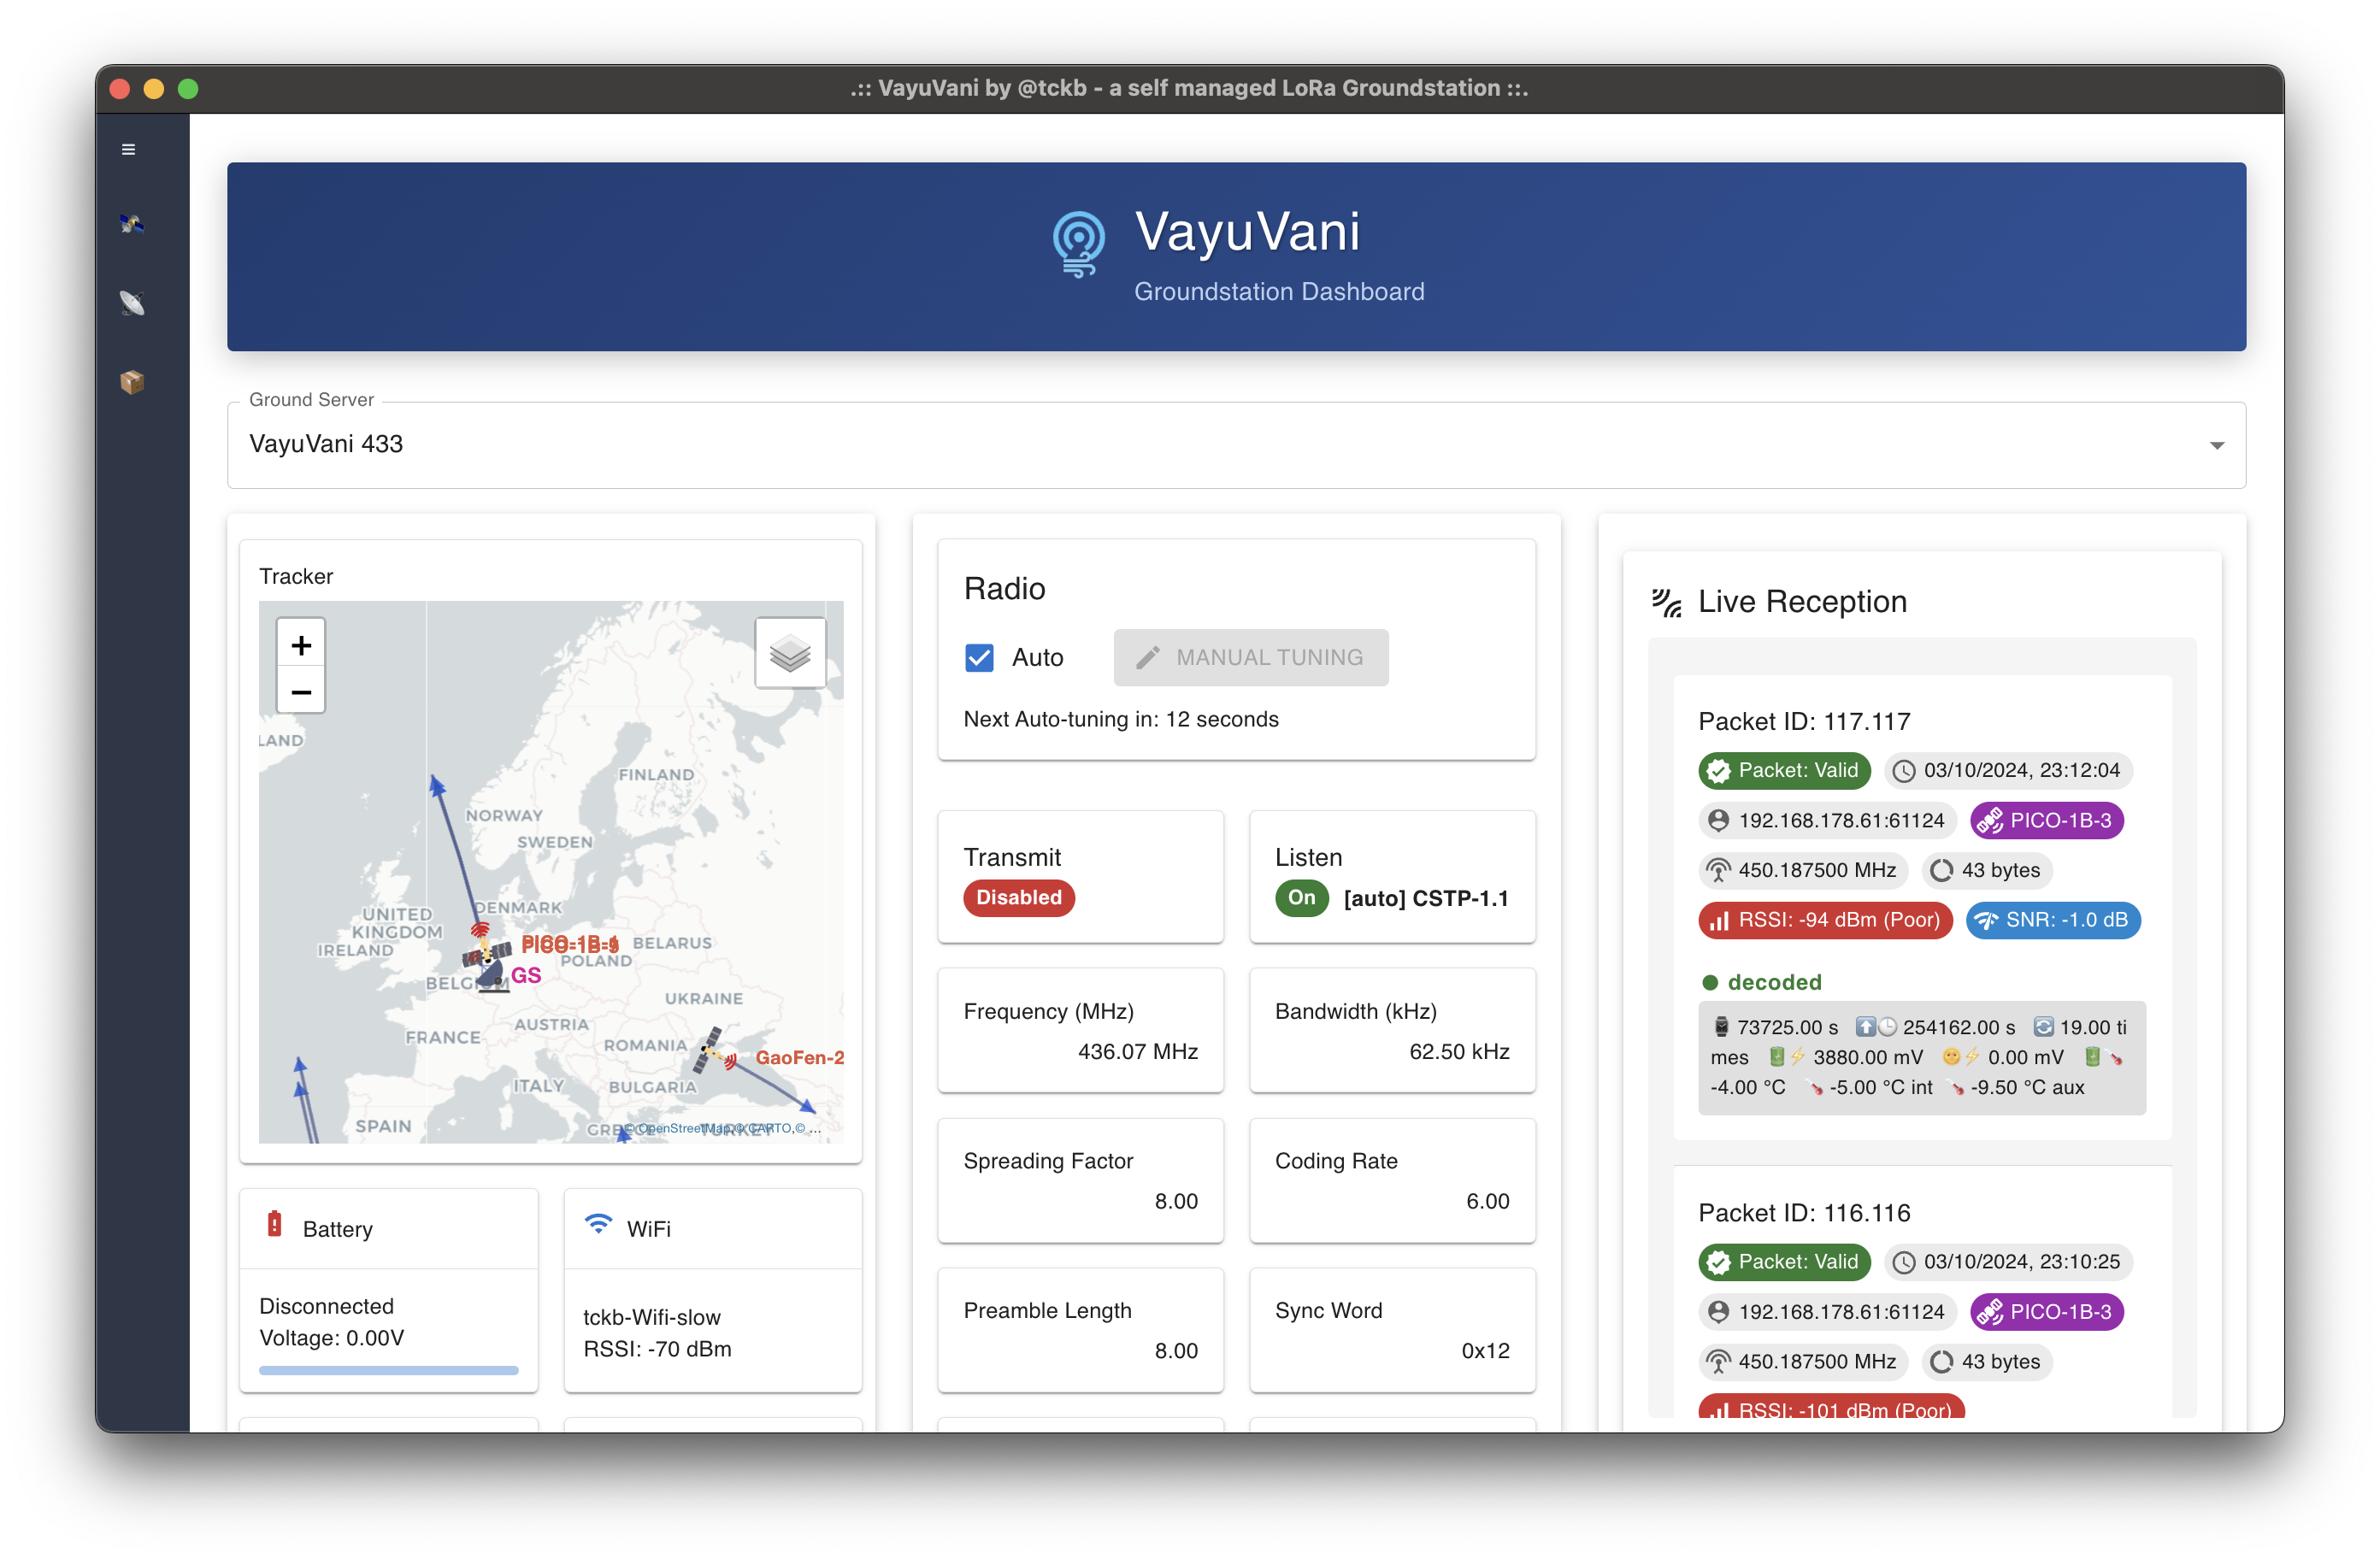 .:: VayuVani by @tckb - a self managed LoRa Groundstation ::.
VayuVani
Groundstation Dashboard
Ground Server
VayuVani 433
Tracker
+
−
LAND
FINLAND
NORWAY
SWEDEN
DENMARK
UNITED
KINGDOM
IRELAND
BELARUS
POLAND
GS
UKRAINE
AUSTRIA
FRANCE
ROMANIA
GaoFen-2
ITALY
BULGARIA
SPAIN
© OpenStreetMap,© CARTO,© ...
Battery
Disconnected
Voltage: 0.00V
WiFi
tckb-Wifi-slow
RSSI: -70 dBm
Radio
Auto
MANUAL TUNING
Next Auto-tuning in: 12 seconds
Transmit
Disabled
Listen
On [auto] CSTP-1.1
Frequency (MHz)
436.07 MHz
Bandwidth (kHz)
62.50 kHz
Spreading Factor
8.00
Coding Rate
6.00
Preamble Length
8.00
Sync Word
0x12
Live Reception
Packet ID: 117.117
Packet: Valid 03/10/2024, 23:12:04
192.168.178.61:61124 PICO-1B-3
450.187500 MHz 43 bytes
RSSI: -94 dBm (Poor) SNR: -1.0 dB
decoded
73725.00 s 254162.00 s 19.00 ti
mes 3880.00 mV 0.00 mV
-4.00 °C -5.00 °C int -9.50 °C aux
Packet ID: 116.116
Packet: Valid 03/10/2024, 23:10:25
192.168.178.61:61124 PICO-1B-3
450.187500 MHz 43 bytes
RSSI: -101 dBm (Poor)